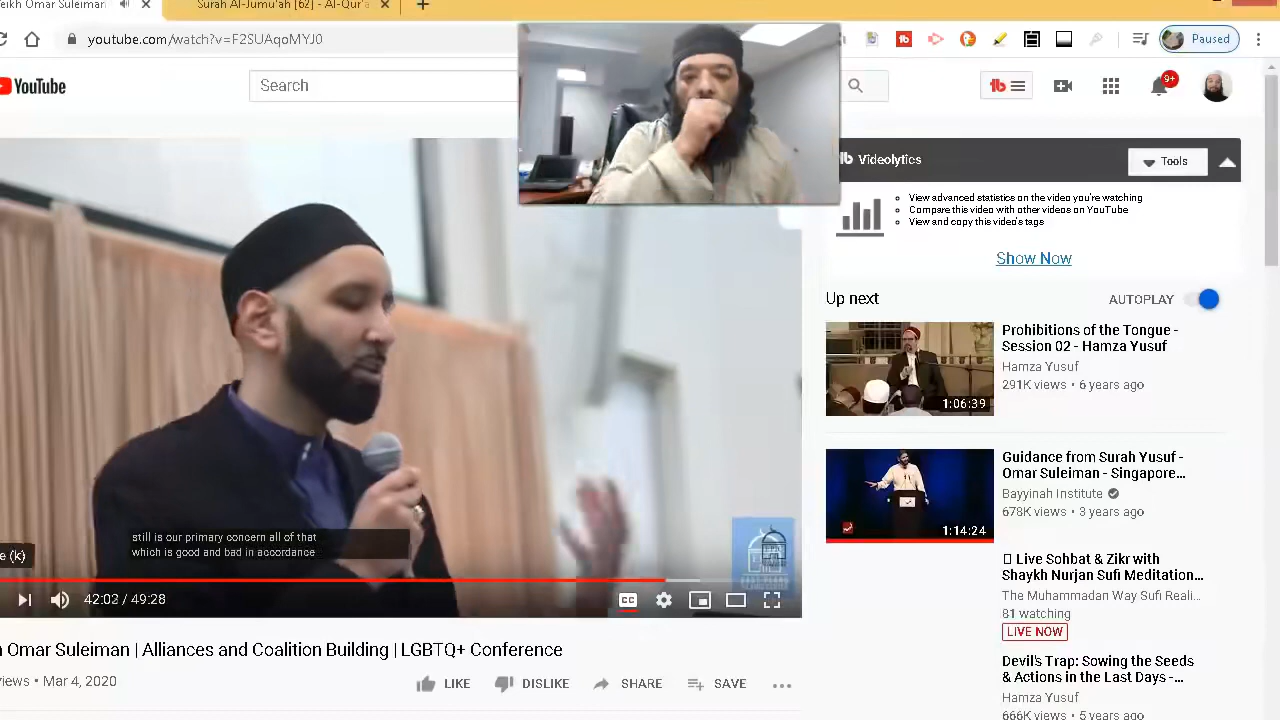 eikh Omar Suleiman
Surah Al-Jumu'ah [62] - Al-Qur'a
youtube.com/watch?v=F2SUAqoMYJ0
Paused
YouTube
Search
9+
Videolytics
Tools
View advanced statistics on the video you're watching
Compare this video with other videos on YouTube
View and copy this video's tags
Show Now
Up next
AUTOPLAY
Prohibitions of the Tongue -
Session 02 - Hamza Yusuf
Hamza Yusuf
291K views • 6 years ago
1:06:39
Guidance from Surah Yusuf -
Omar Suleiman - Singapore...
Bayyinah Institute
673K views • 3 years ago
1:14:24
Live Sohbat & Zikr with
Shaykh Nurjan Sufi Meditation...
The Muhammadan Way Sufi Reali...
81 watching
LIVE NOW
Devil's Trap: Sowing the Seeds
& Actions in the Last Days -...
Hamza Yusuf
666K views • 5 years ago
still is our primary compass of that
which is good and bad in accordance
e (k)
42:02 / 49:28
CC
h Omar Suleiman | Alliances and Coalition Building | LGBTQ+ Conference
iews • Mar 4, 2020
LIKE
DISLIKE
SHARE
SAVE